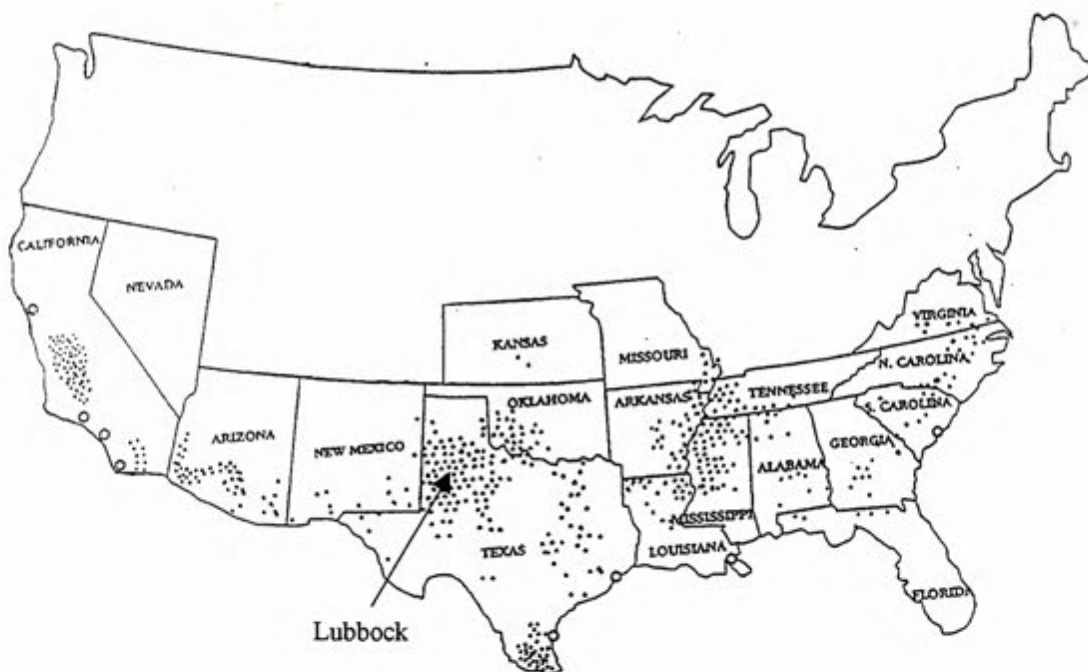 CALIFORNIA
NEVADA
KANSAS
MISSOURI
VIRGINIA
N. CAROLINA
TENNESSEE
OKLAHOMA
ARKANSAS
S. CAROLINA
ARIZONA
NEW MEXICO
GEORGIA
ALABAMA
MISSISSIPPI
TEXAS
LOUISIANA
FLORIDA
Lubbock